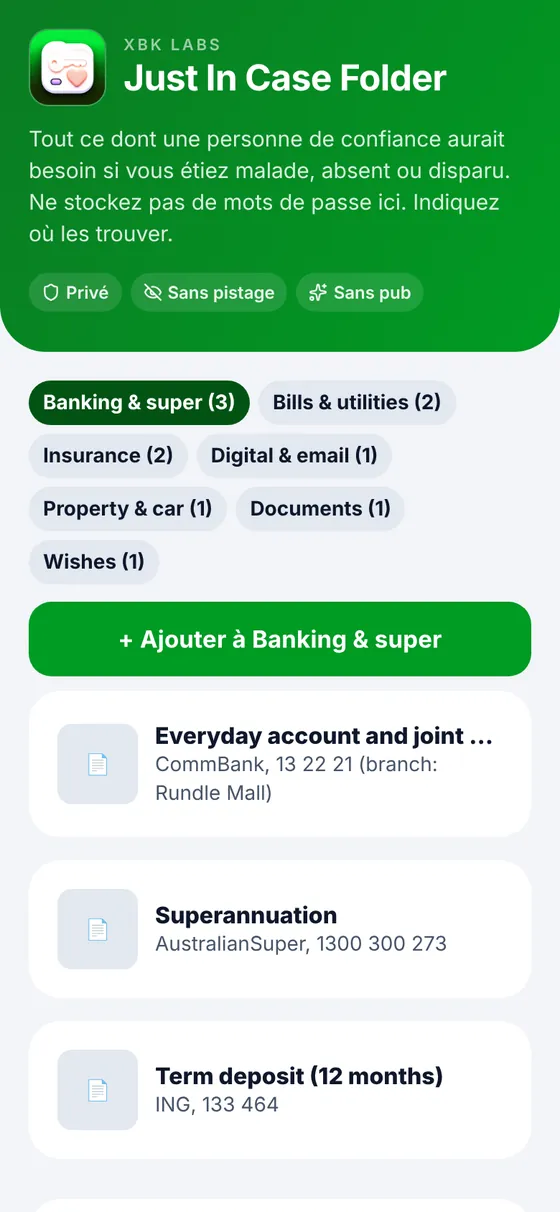 XBK LABS
Just In Case Folder
Tout ce dont une personne de confiance aurait
besoin si vous étiez malade, absent ou disparu.
Ne stockez pas de mots de passe ici. Indiquez
où les trouver.
Privé
Sans pistage
Sans pub
Banking & super (3)
Bills & utilities (2)
Insurance (2)
Digital & email (1)
Property & car (1)
Documents (1)
Wishes (1)
+ Ajouter à Banking & super
Everyday account and joint ...
CommBank, 13 22 21 (branch:
Rundle Mall)
Superannuation
AustralianSuper, 1300 300 273
Term deposit (12 months)
ING, 133 464